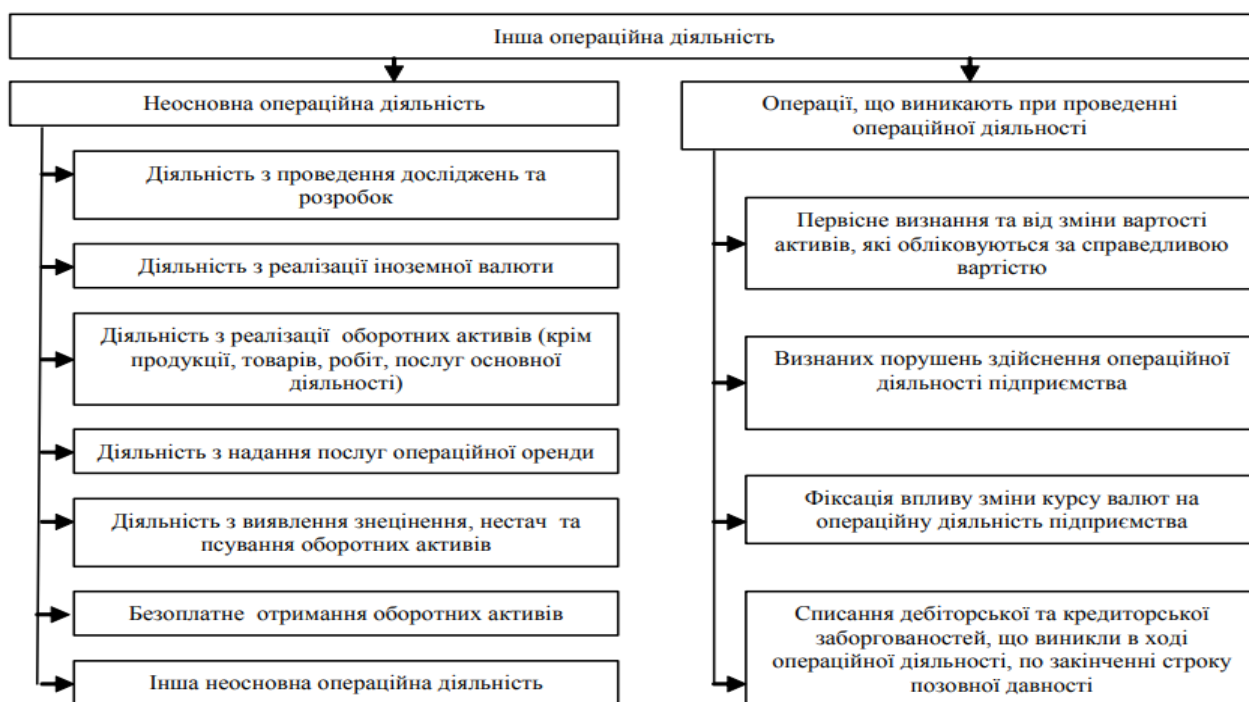 Інша операційна діяльність
Неосновна операційна діяльність
Діяльність з проведення досліджень та
розробок
Діяльність з реалізації іноземної валюти
Діяльність з реалізації оборотних активів (крім
продукції, товарів, робіт, послуг основної
діяльності)
Діяльність з надання послуг операційної оренди
Діяльність з виявлення знецінення, нестач та
псування оборотних активів
Безоплатне отримання оборотних активів
Інша неосновна операційна діяльність
Операції, що виникають при проведенні
операційної діяльності
Первісне визнання та від зміни вартості
активів, які обліковуються за справедливою
вартістю
Визнаних порушень здійснення операційної
діяльності підприємства
Фіксація впливу зміни курсу валют на
операційну діяльність підприємства
Списання дебіторської та кредиторської
заборгованостей, що виникли в ході
операційної діяльності, по закінченні строку
позовної давності